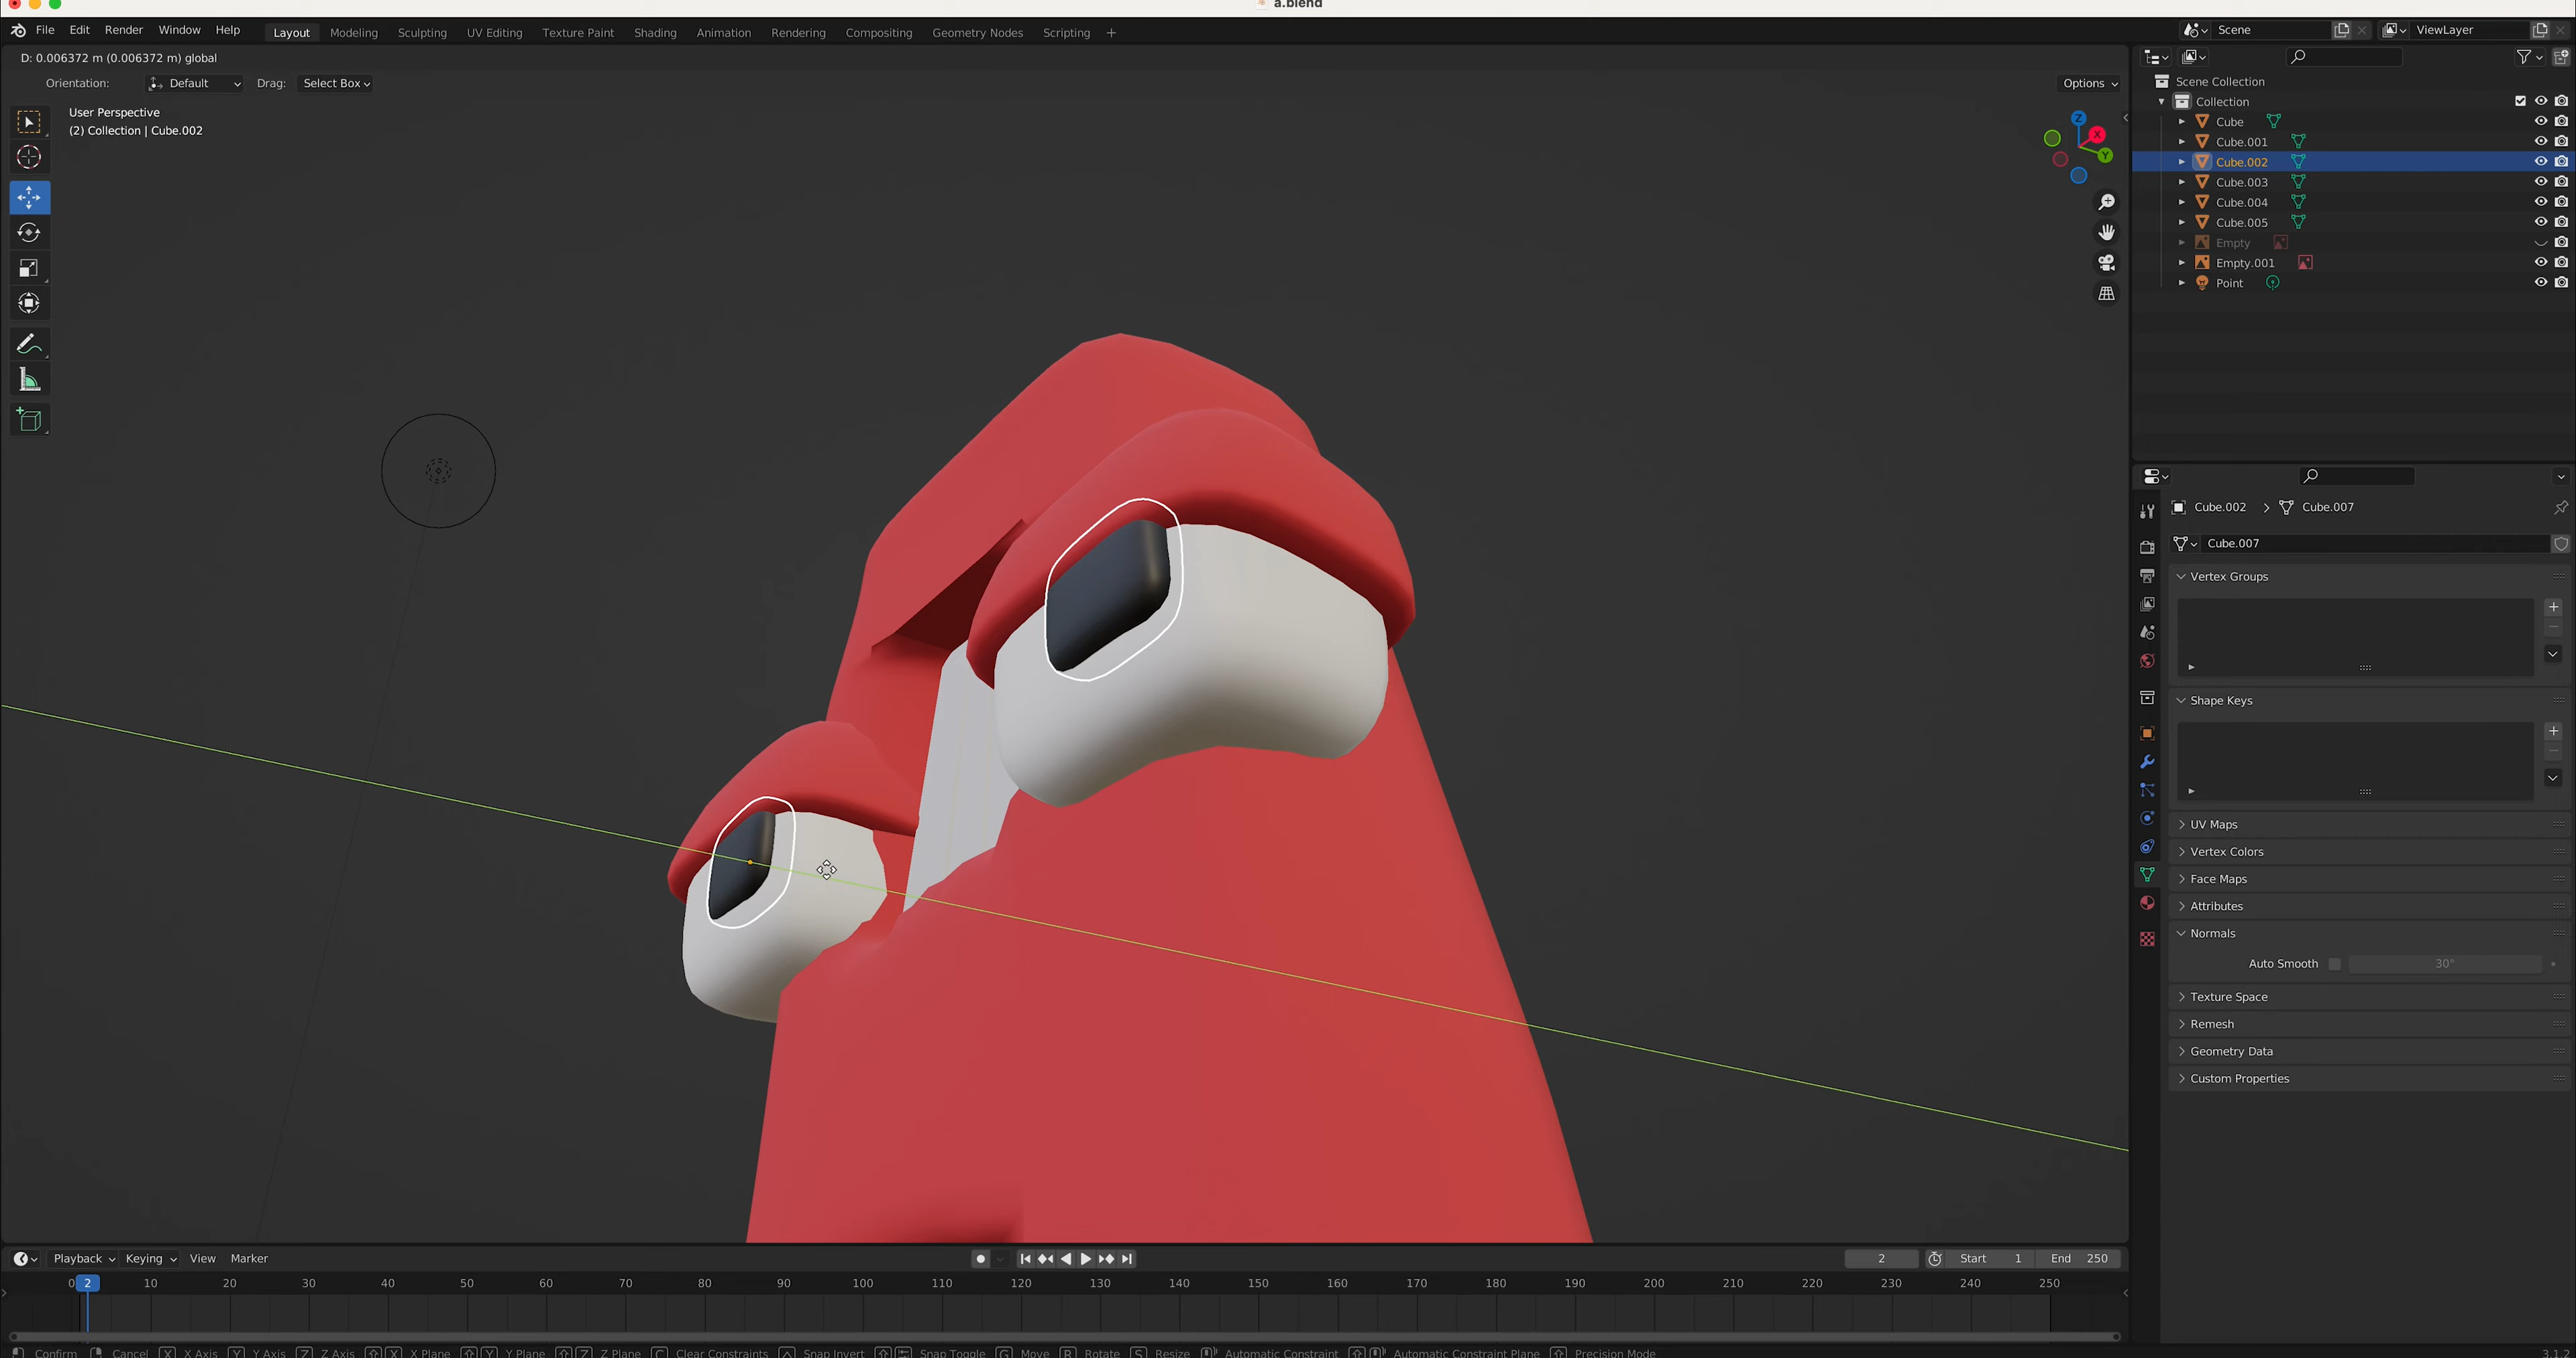 a.blend
File Edit Render Window Help Layout Modeling Sculpting UV Editing Texture Paint Shading Animation Rendering Compositing Geometry Nodes Scripting + Scene ViewLayer
D: 0.006372 m (0.006372 m) global
Orientation: Default Drag: Select Box Options
User Perspective
(2) Collection | Cube.002
Z
X
Y
Scene Collection
Collection
Cube
Cube.001
Cube.002
Cube.003
Cube.004
Cube.005
Empty
Empty.001
Point
Cube.002 > Cube.007
Cube.007
Vertex Groups
Shape Keys
UV Maps
Vertex Colors
Face Maps
Attributes
Normals
Auto Smooth 30°
Texture Space
Remesh
Geometry Data
Custom Properties
Playback Keying View Marker 2 Start 1 End 250
0 2 10 20 30 40 50 60 70 80 90 100 110 120 130 140 150 160 170 180 190 200 210 220 230 240 250
Confirm Cancel X X Axis Y Y Axis Z Z Axis X X Plane Y Y Plane Z Z Plane C Clear Constraints Snap Invert Snap Toggle G Move R Rotate S Resize Automatic Constraint Automatic Constraint Plane Precision Mode 3.1.2